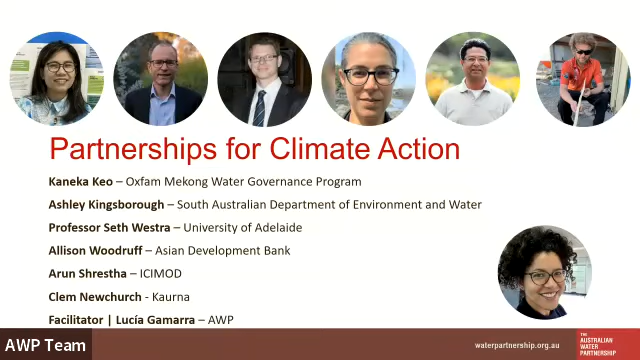 Partnerships for Climate Action
Kaneka Keo – Oxfam Mekong Water Governance Program
Ashley Kingsborough – South Australian Department of Environment and Water
Professor Seth Westra – University of Adelaide
Allison Woodruff – Asian Development Bank
Arun Shrestha – ICIMOD
Clem Newchurch - Kaurna
Facilitator | Lucía Gamarra – AWP
AWP Team
waterpartnership.org.au
THE
AUSTRALIAN
WATER
PARTNERSHIP